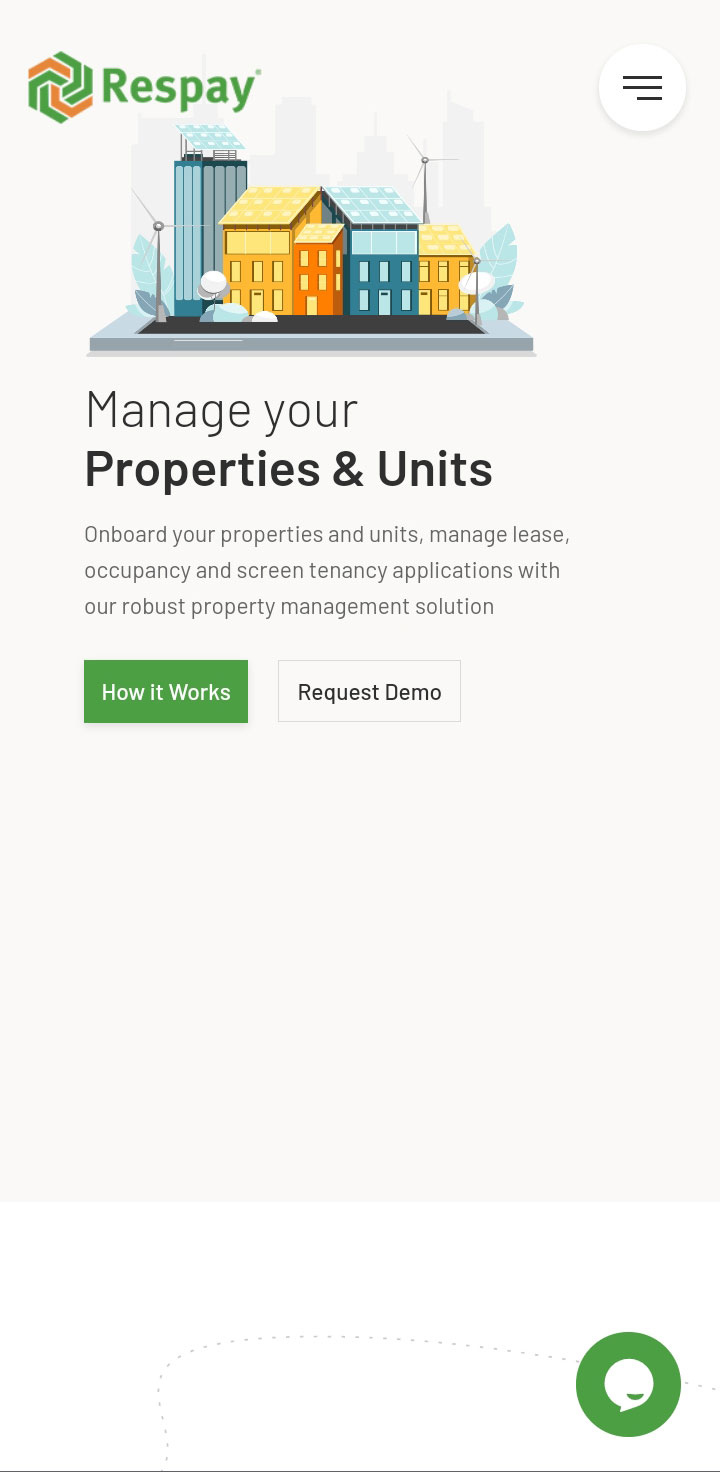 Respay
Manage your
Properties & Units
Onboard your properties and units, manage lease,
occupancy and screen tenancy applications with
our robust property management solution
How it Works
Request Demo